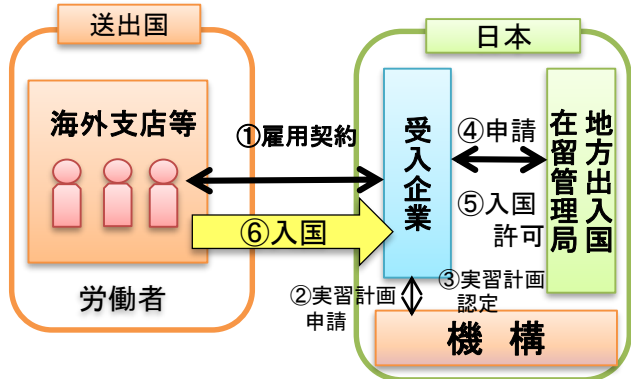 送出国
日本
海外支店等
①雇用契約
⑥入国
労働者
受入企業
④申請
⑤入国
許可
地方出入国
在留管理局
②実習計画
申請
③実習計画
認定
機 構